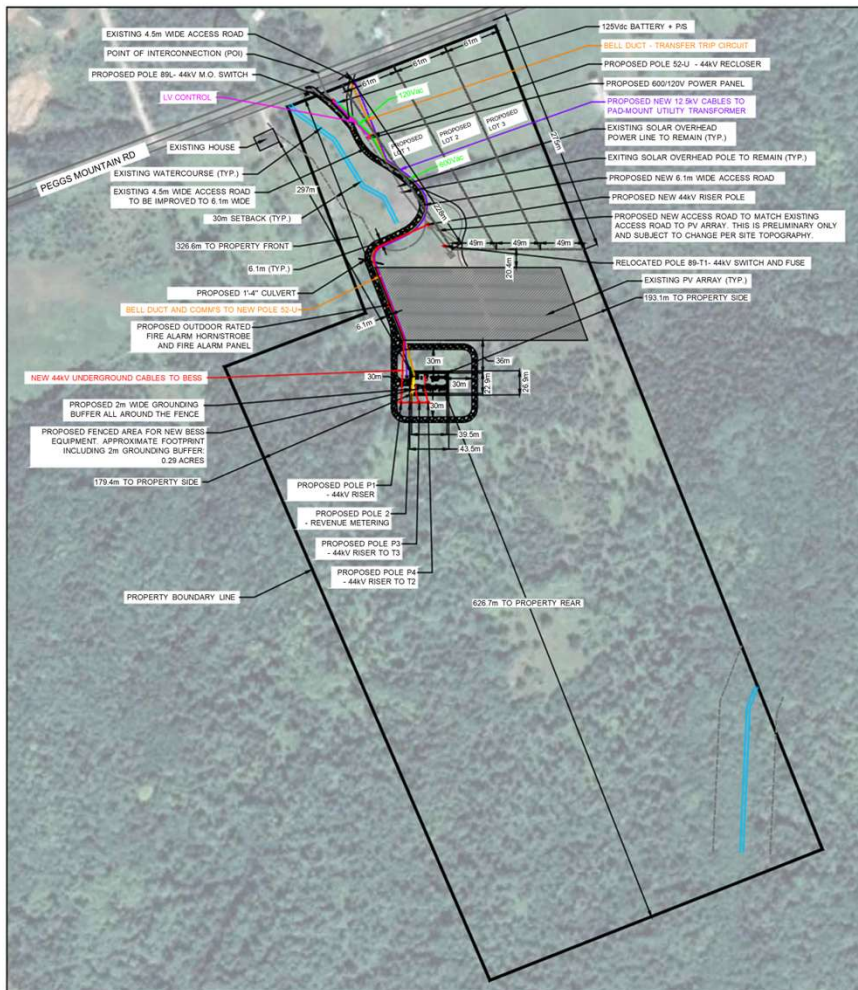 EXISTING 4.5m WIDE ACCESS ROAD
POINT OF INTERCONNECTION (POI)
PROPOSED POLE 89L- 44kV M.O. SWITCH
LV CONTROL
EXISTING HOUSE
PEGGS MOUNTAIN RD
EXISTING WATERCOURSE (TYP.)
EXISTING 4.5m WIDE ACCESS ROAD
TO BE IMPROVED TO 6.1m WIDE
297m
30m SETBACK (TYP.)
326.6m TO PROPERTY FRONT
6.1m (TYP.)
PROPOSED 1'-4" CULVERT
BELL DUCT AND COMM'S TO NEW POLE 52-U
PROPOSED OUTDOOR RATED
FIRE ALARM HORN/STROBE
AND FIRE ALARM PANEL
6.1m
NEW 44kV UNDERGROUND CABLES TO BESS
PROPOSED 2m WIDE GROUNDING
BUFFER ALL AROUND THE FENCE
PROPOSED FENCED AREA FOR NEW BESS
EQUIPMENT. APPROXIMATE FOOTPRINT
INCLUDING 2m GROUNDING BUFFER:
0.29 ACRES
179.4m TO PROPERTY SIDE
PROPOSED POLE P1
- 44kV RISER
PROPOSED POLE 2
- REVENUE METERING
PROPOSED POLE P3
- 44kV RISER TO T3
PROPOSED POLE P4
- 44kV RISER TO T2
PROPERTY BOUNDARY LINE
61m
61m
61m
120Vac
600Vac
PROPOSED
LOT 1
PROPOSED
LOT 2
PROPOSED
LOT 3
275m
228m
49m
49m
49m
20.4m
30m
36m
30m
30m
30m
22.9m
26.9m
39.5m
43.5m
626.7m TO PROPERTY REAR
125Vdc BATTERY + P/S
BELL DUCT - TRANSFER TRIP CIRCUIT
PROPOSED POLE 52-U - 44kV RECLOSER
PROPOSED 600/120V POWER PANEL
PROPOSED NEW 12.5kV CABLES TO
PAD-MOUNT UTILITY TRANSFORMER
EXISTING SOLAR OVERHEAD
POWER LINE TO REMAIN (TYP.)
EXITING SOLAR OVERHEAD POLE TO REMAIN (TYP.)
PROPOSED NEW 6.1m WIDE ACCESS ROAD
PROPOSED NEW 44kV RISER POLE
PROPOSED NEW ACCESS ROAD TO MATCH EXISTING
ACCESS ROAD TO PV ARRAY. THIS IS PRELIMINARY ONLY
AND SUBJECT TO CHANGE PER SITE TOPOGRAPHY.
RELOCATED POLE 89-T1- 44kV SWITCH AND FUSE
EXISTING PV ARRAY (TYP.)
193.1m TO PROPERTY SIDE